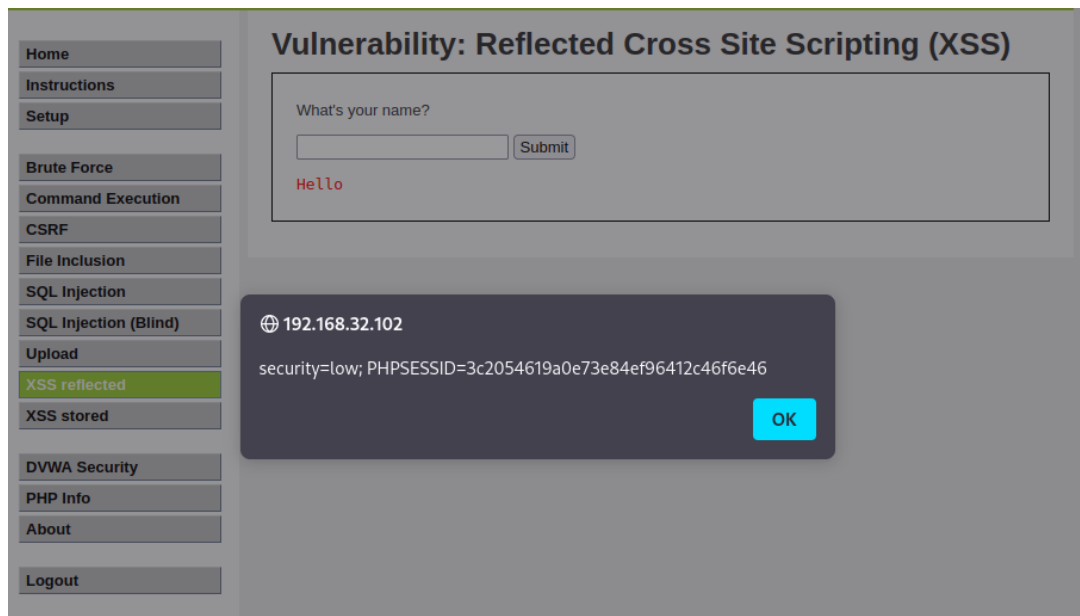 Home
Instructions
Setup
Brute Force
Command Execution
CSRF
File Inclusion
SQL Injection
SQL Injection (Blind)
Upload
XSS reflected
XSS stored
DVWA Security
PHP Info
About
Logout
Vulnerability: Reflected Cross Site Scripting (XSS)
What's your name?
Submit
Hello
192.168.32.102
security=low; PHPSESSID=3c2054619a0e73e84ef96412c46f6e46
OK